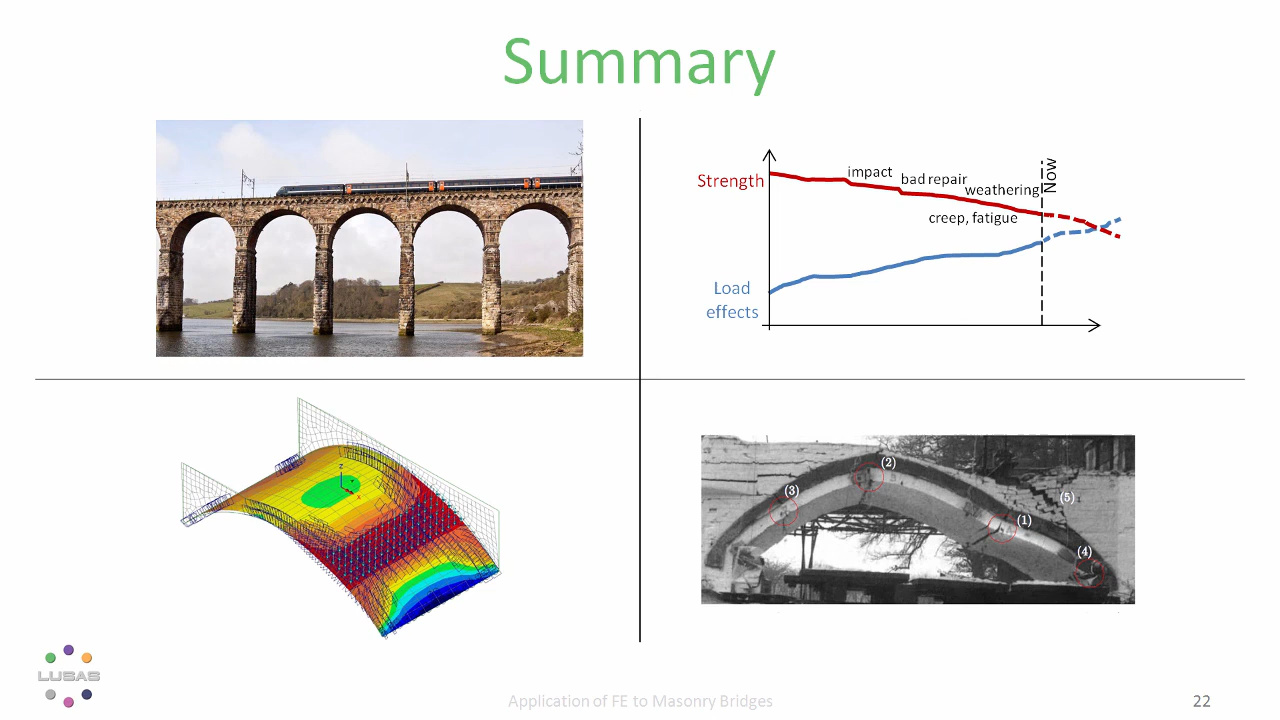 Summary
Strength
impact
bad repair
weathering
Now
creep, fatigue
Load
effects
z
x
(2)
(3)
(5)
(1)
(4)
LUSAS
Application of FE to Masonry Bridges
22